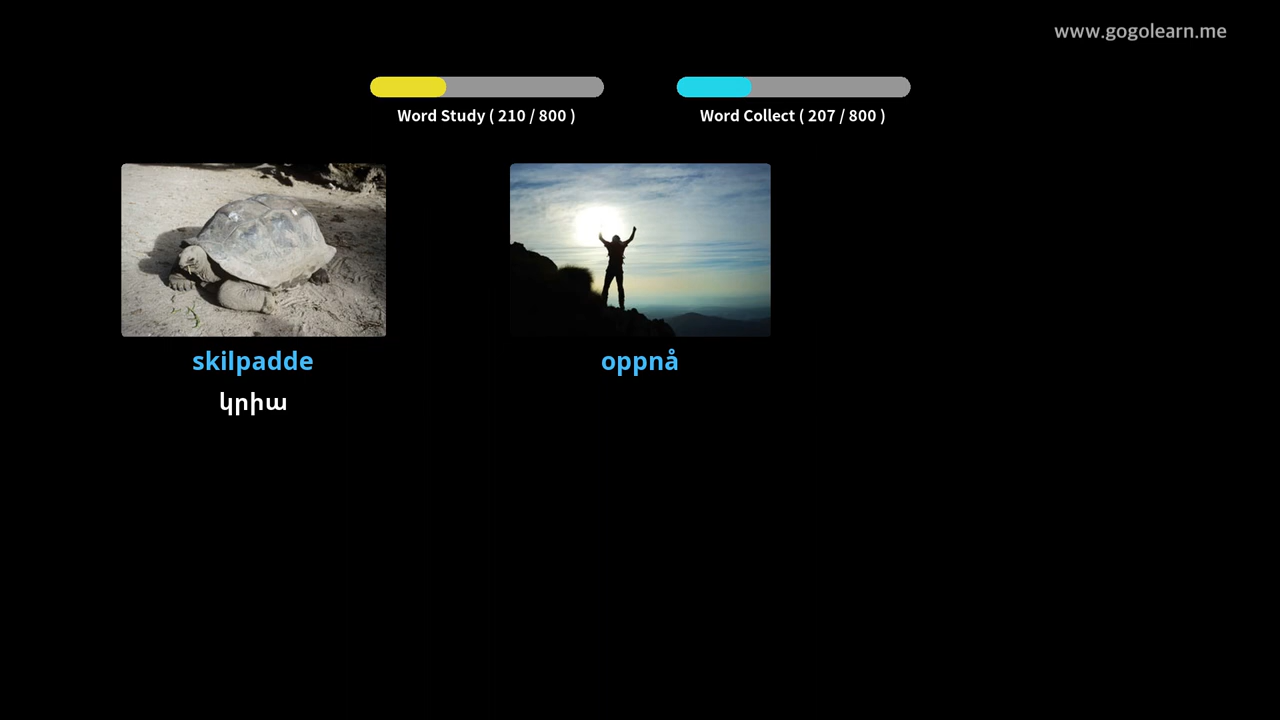 www.gogolearn.me
Word Study ( 210 / 800 )
Word Collect ( 207 / 800 )
skilpadde
oppnå
կրիա